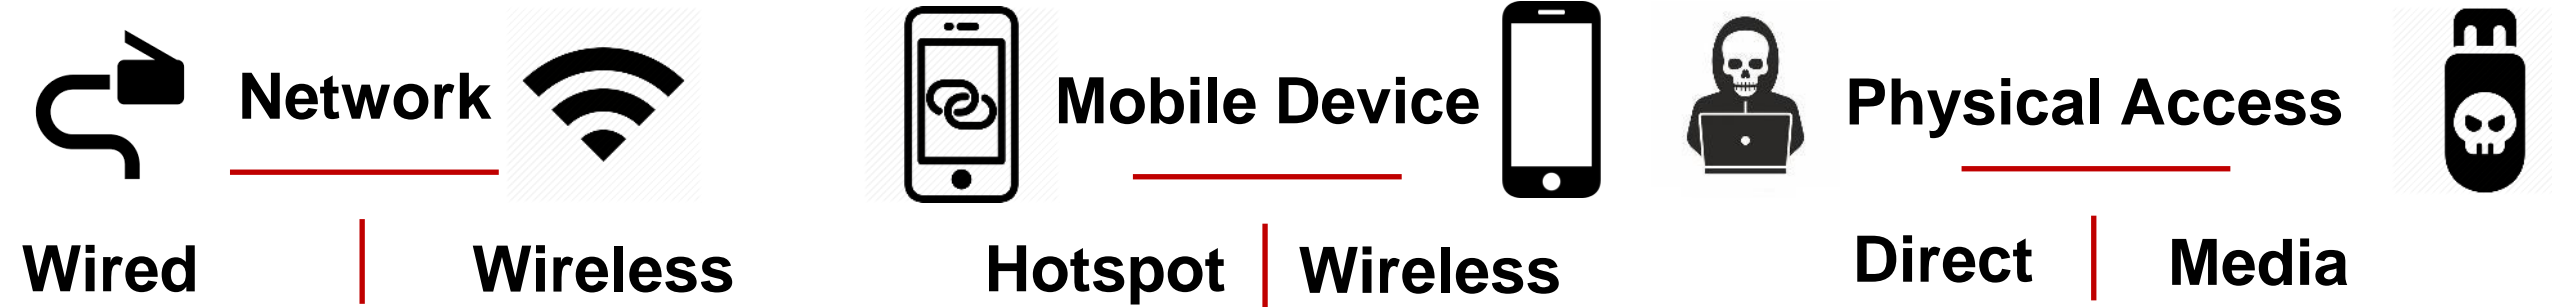 Network
Mobile Device
Physical Access
Wired
Wireless
Hotspot
Wireless
Direct
Media